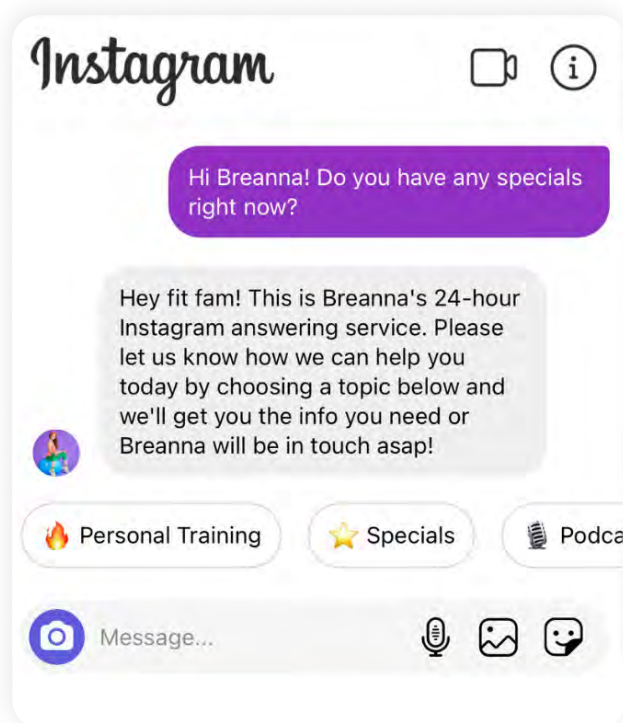 Instagram
Hi Breanna! Do you have any specials
right now?
Hey fit fam! This is Breanna's 24-hour
Instagram answering service. Please
let us know how we can help you
today by choosing a topic below and
we'll get you the info you need or
Breanna will be in touch asap!
🔥 Personal Training ⭐ Specials 🎙️ Podca
Message...